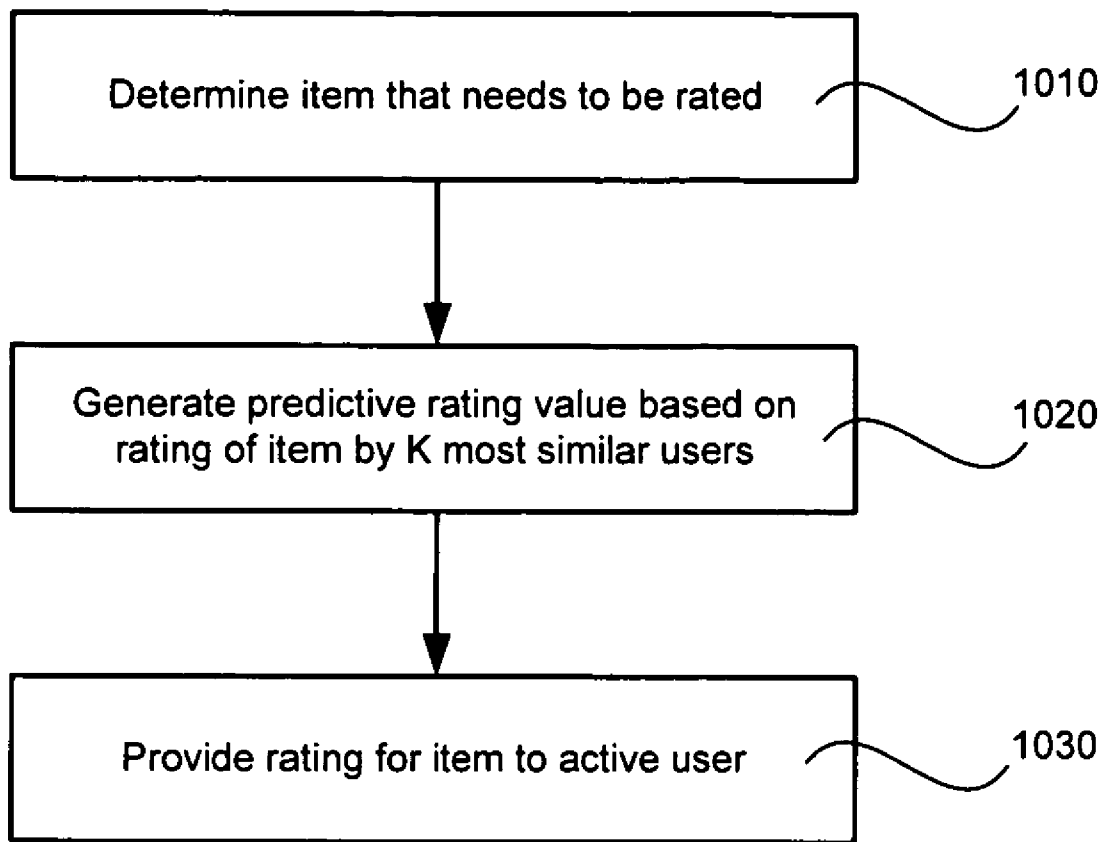 Determine item that needs to be rated
1010
Generate predictive rating value based on
rating of item by K most similar users
1020
Provide rating for item to active user
1030